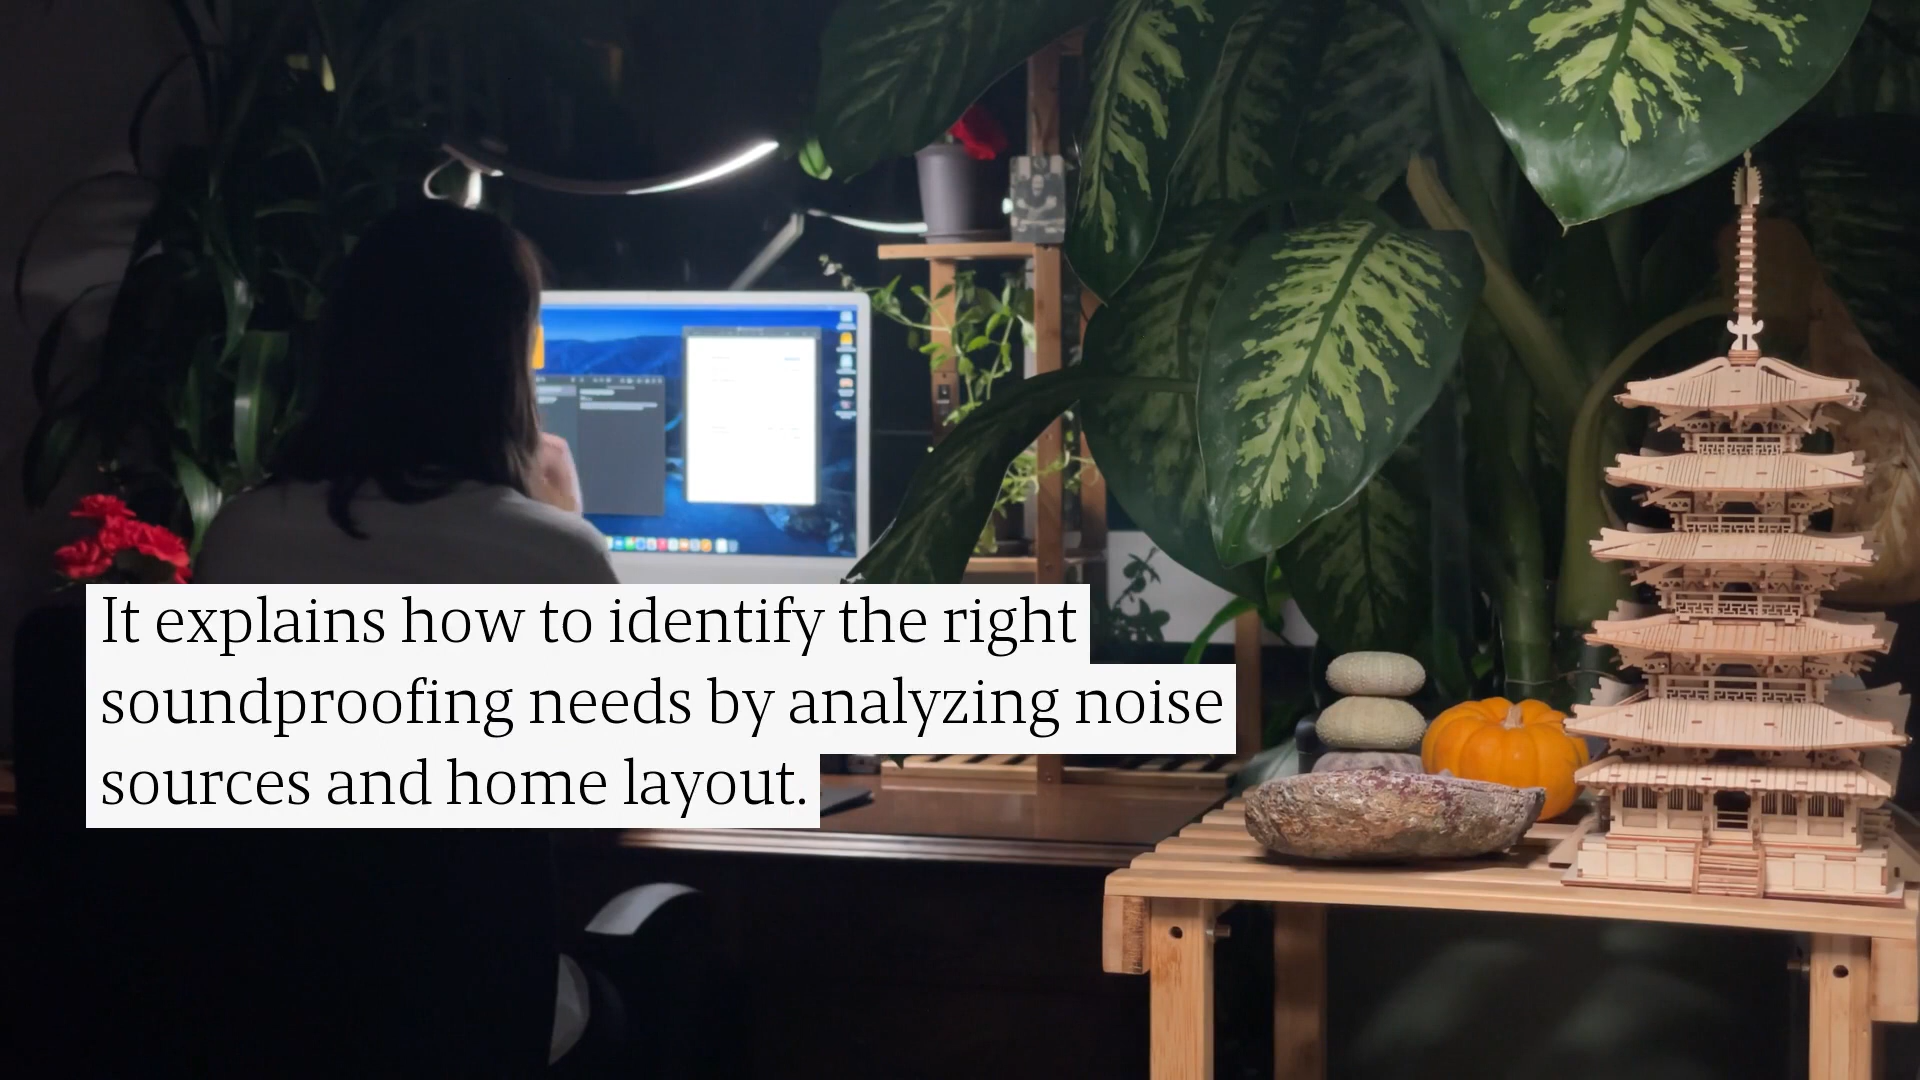 It explains how to identify the right
soundproofing needs by analyzing noise
sources and home layout.